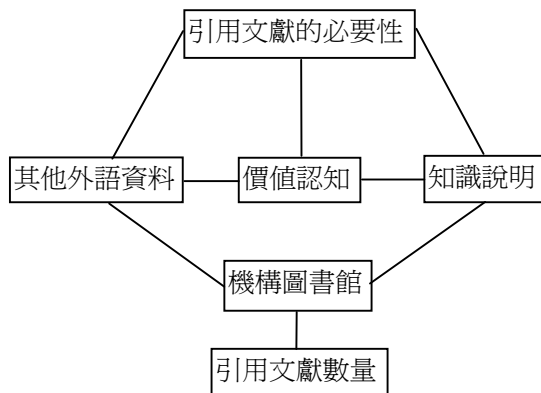 引用文獻的必要性
其他外語資料
價值認知
知識說明
機構圖書館
引用文獻數量